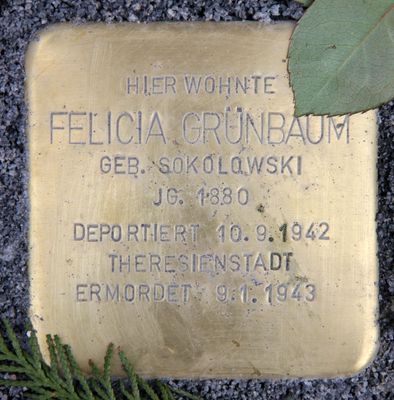 HIER WOHNTE
FELICIA GRÜNBAUM
GEB. SOKOLOWSKI
JG. 1880
DEPORTIERT 10.9.1942
THERESIENSTADT
ERMORDET 9.1.1943